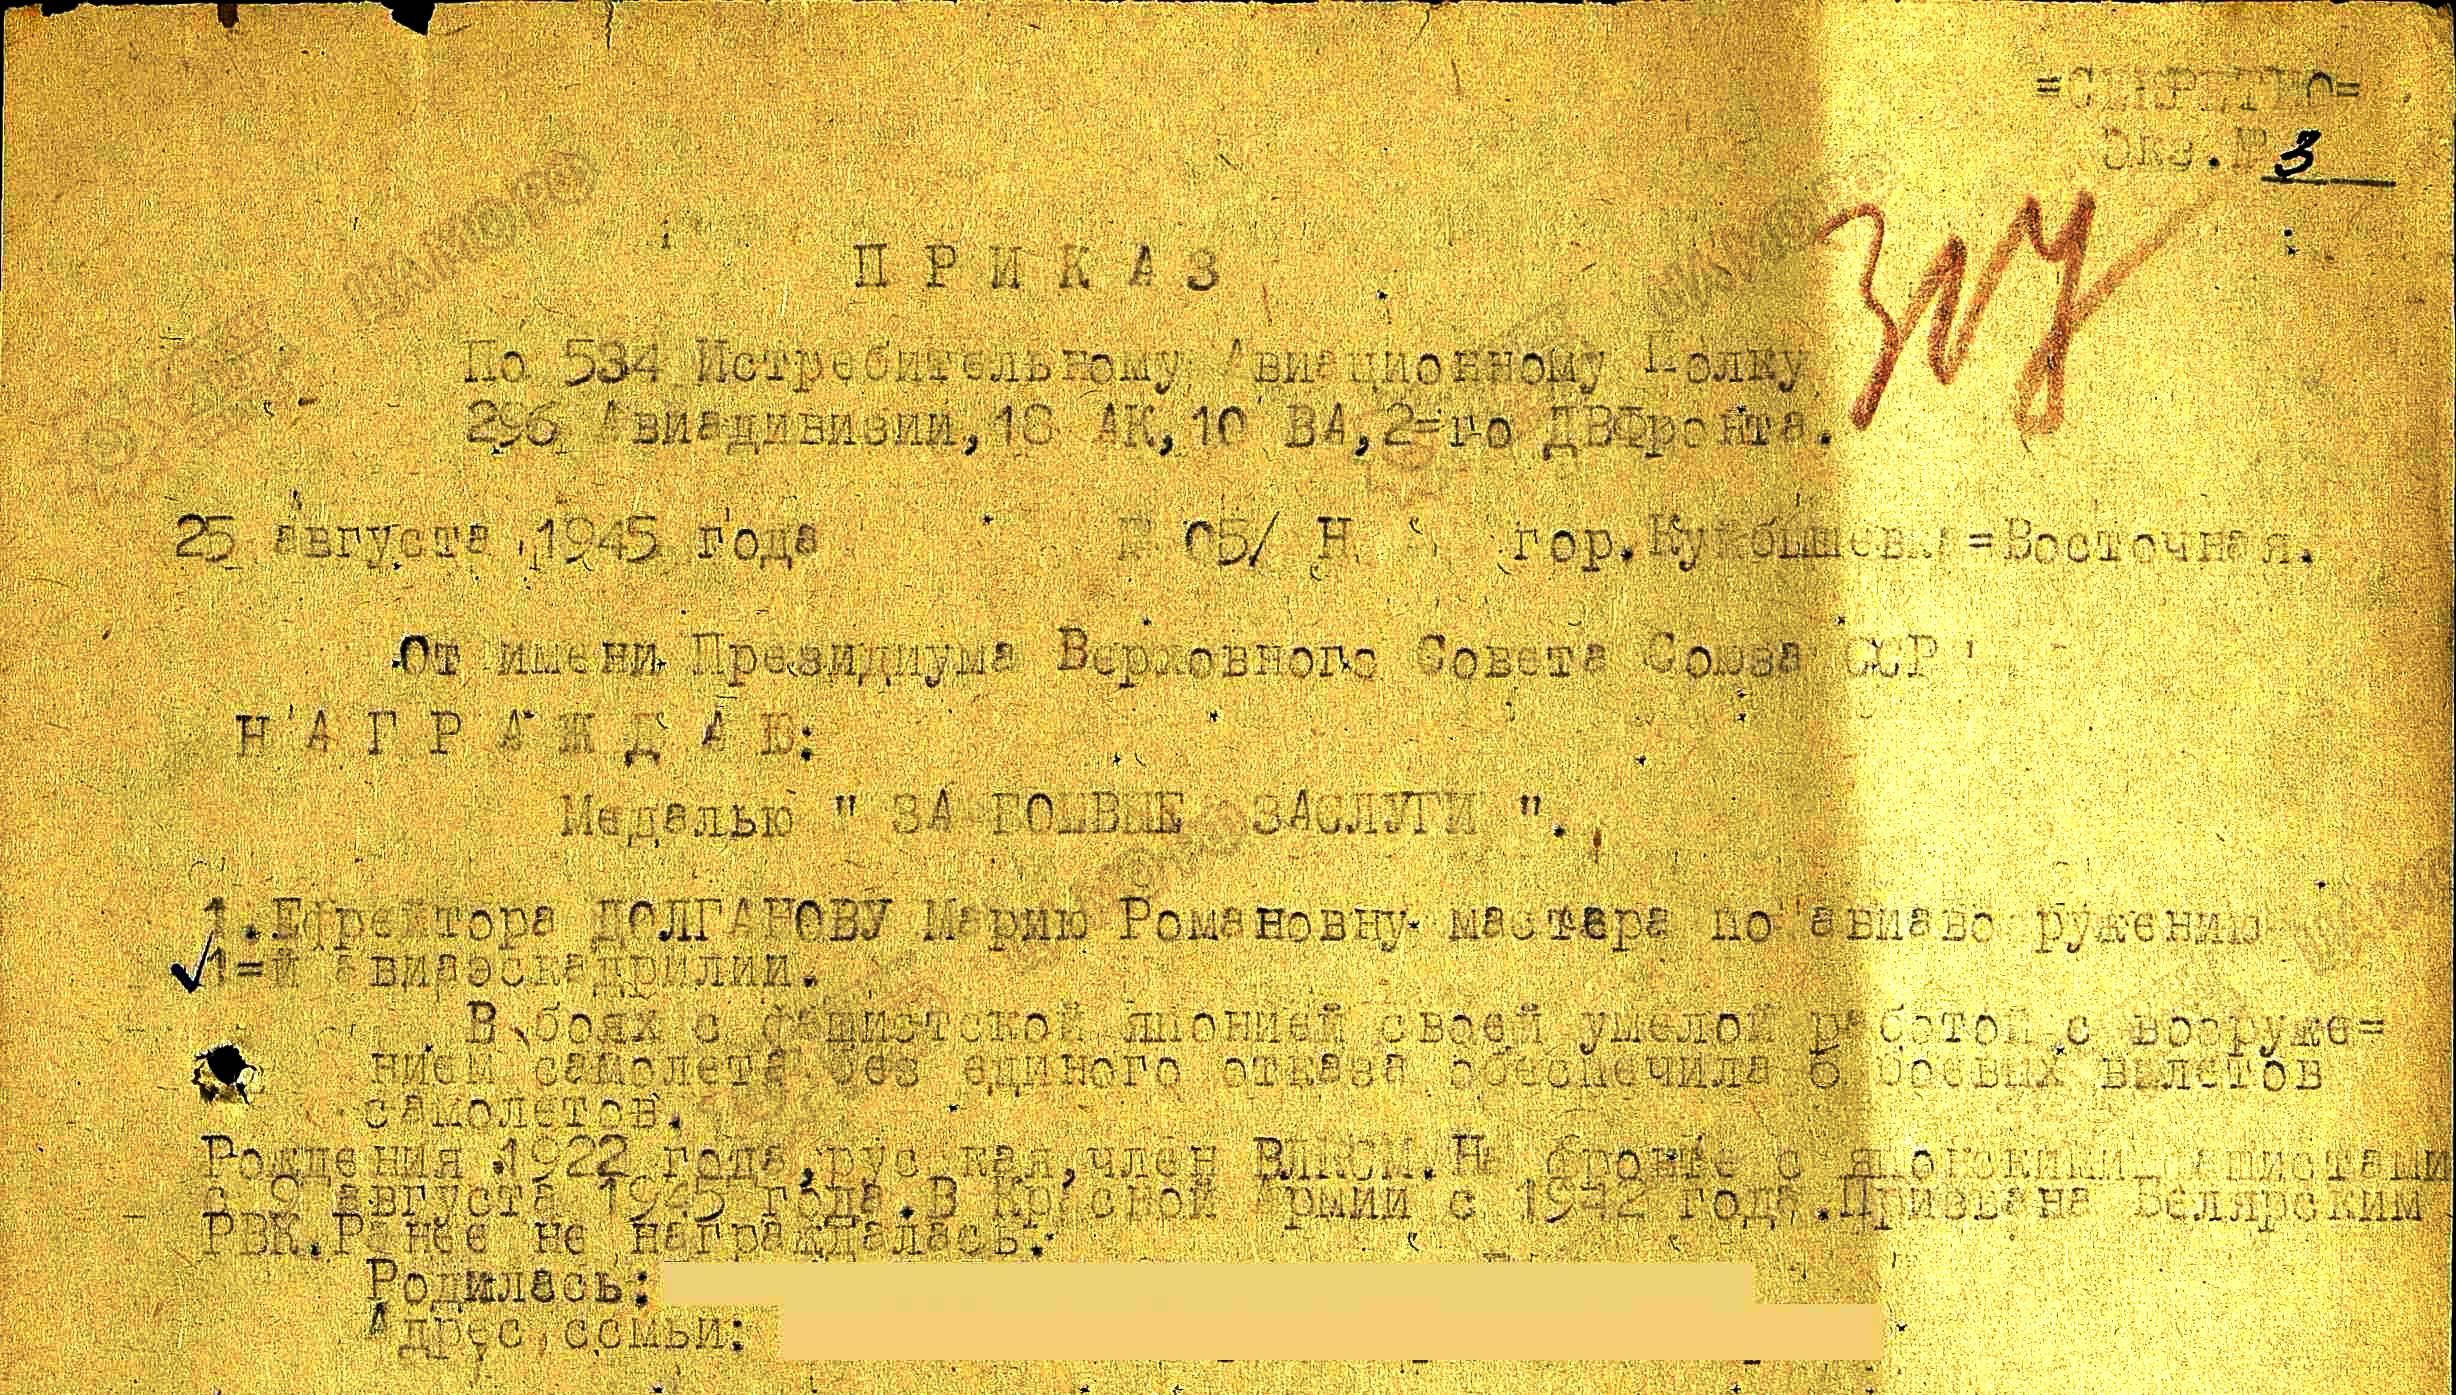 =СЕКРЕТНО=
Экз.№ 3
ПРИКАЗ
По 534 Истребительному Авиационному Полку
296 Авиадивизии, 18 АК, 10 ВА, 2=го ДВФронта.
25 августа 1945 года № 05/ Н гор.Куйбышевка=Восточная.
От имени Президиума Верховного Совета Союза ССР
НАГРАЖДАЮ:
Медалью " ЗА БОЕВЫЕ ЗАСЛУГИ ".
1.Ефрейтора ДОЛГАНОВУ Марию Романовну мастера по авиаво ружению
1=й авиаэскадрилии.
В боях с фашистской японией своей умелой работой с вооруже=
нием самолета без единого отказа обеспечила боевых вылетов
самолетов.
Рождения 1922 года,рус кая,член ВЛКСМ.На фронте с японскими фашистами
с 9 августа 1945 года.В Красной Армии с 1942 года.Призвана Белярским
РВК.Ранее не награждалась.
Родилась:
Адрес семьи: